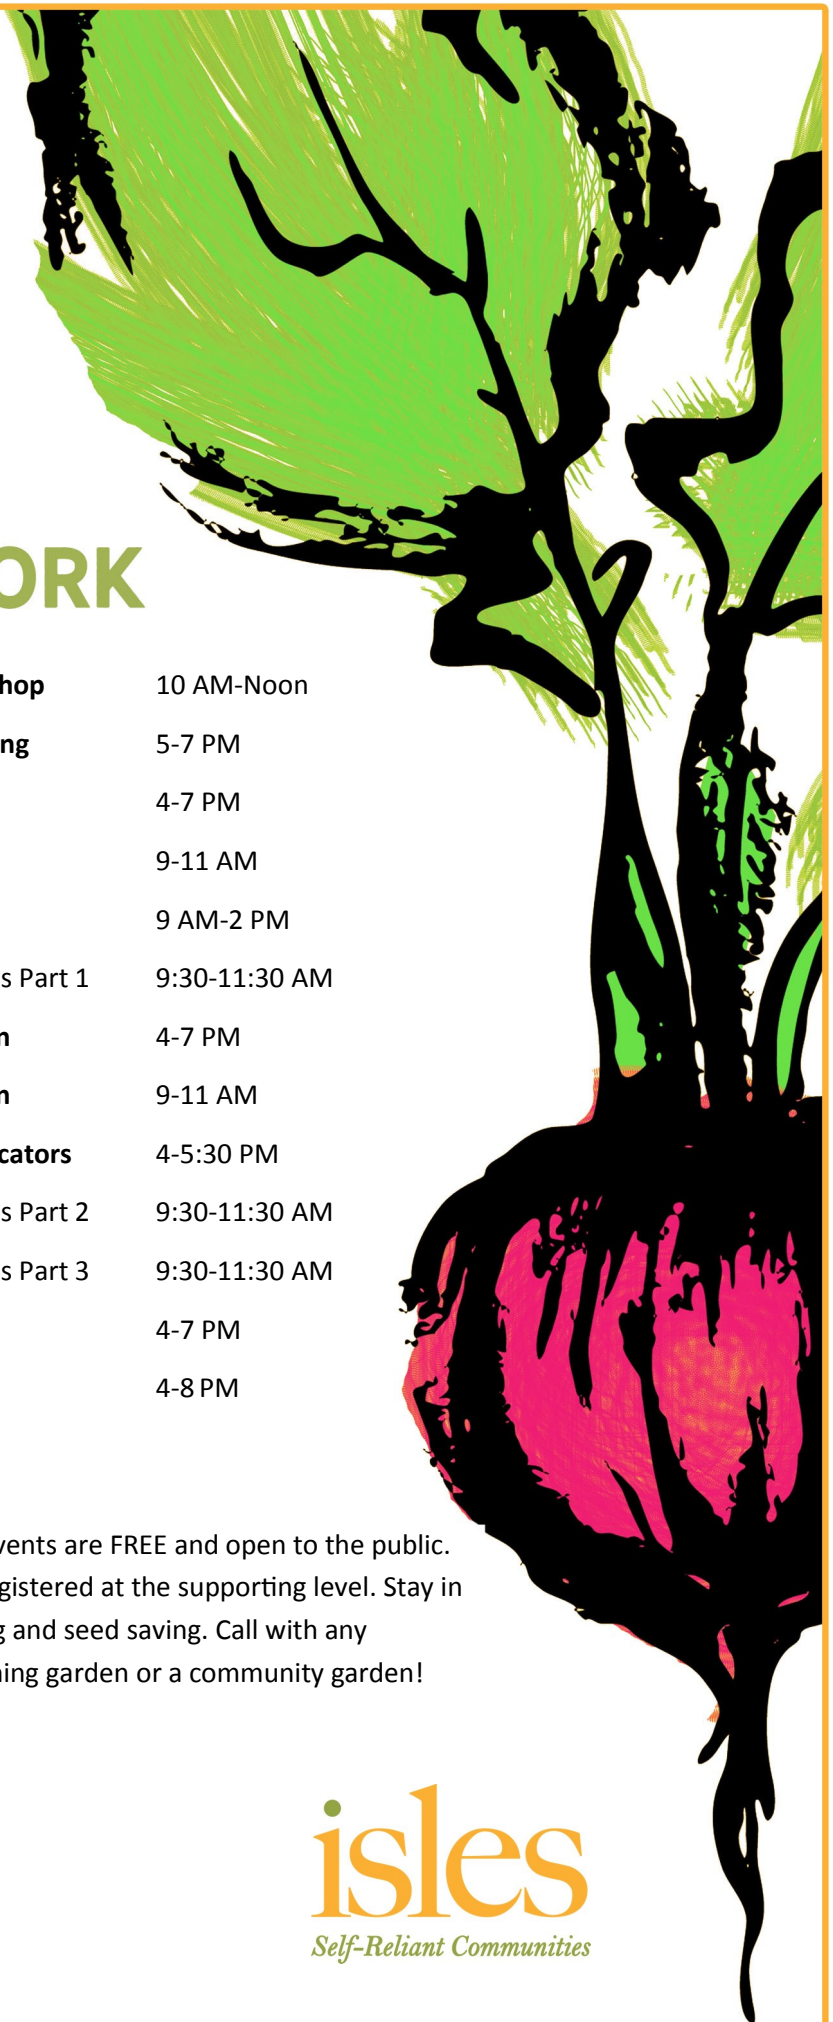 ORK
hop 10 AM-Noon
ng 5-7 PM
4-7 PM
9-11 AM
9 AM-2 PM
s Part 1 9:30-11:30 AM
n 4-7 PM
n 9-11 AM
cators 4-5:30 PM
s Part 2 9:30-11:30 AM
s Part 3 9:30-11:30 AM
4-7 PM
4-8 PM
vents are FREE and open to the public.
gistered at the supporting level. Stay in
g and seed saving. Call with any
ning garden or a community garden!
isles
Self-Reliant Communities